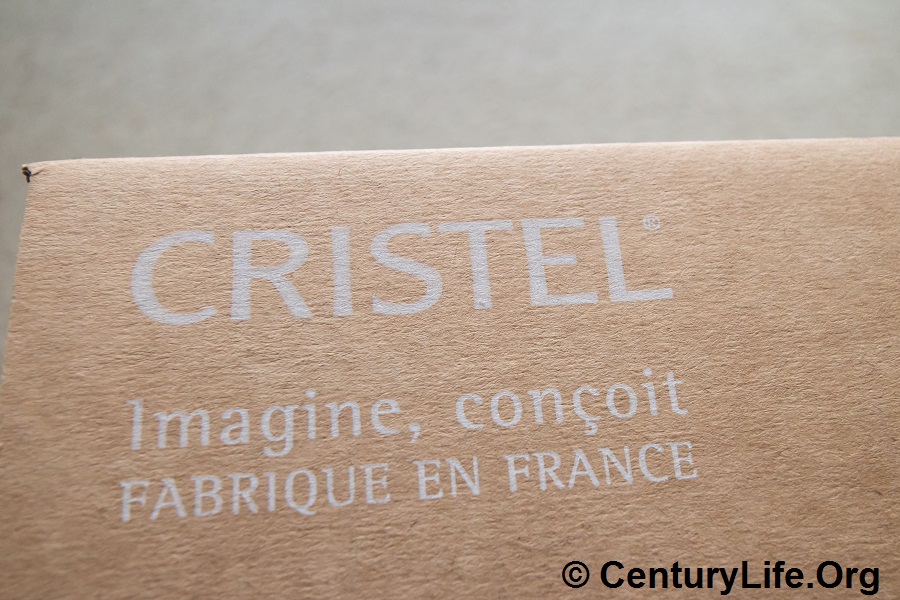 CRISTEL®
Imagine, conçoit
FABRIQUE EN FRANCE
© CenturyLife.Org